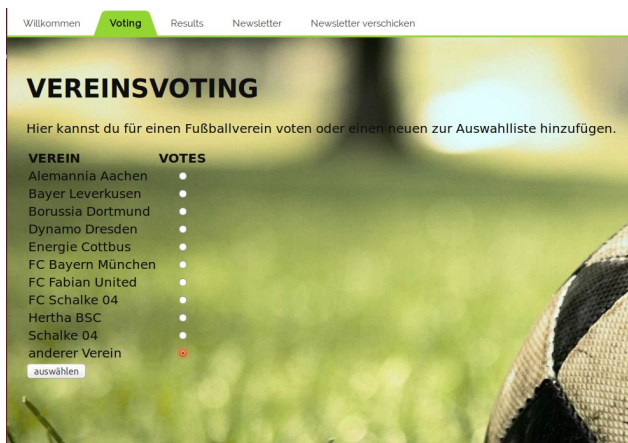 Willkommen Voting Results Newsletter Newsletter verschicken
VEREINSVOTING
Hier kannst du für einen Fußballverein voten oder einen neuen zur Auswahlliste hinzufügen.
VEREIN VOTES
Alemannia Aachen
Bayer Leverkusen
Borussia Dortmund
Dynamo Dresden
Energie Cottbus
FC Bayern München
FC Fabian United
FC Schalke 04
Hertha BSC
Schalke 04
anderer Verein
auswählen